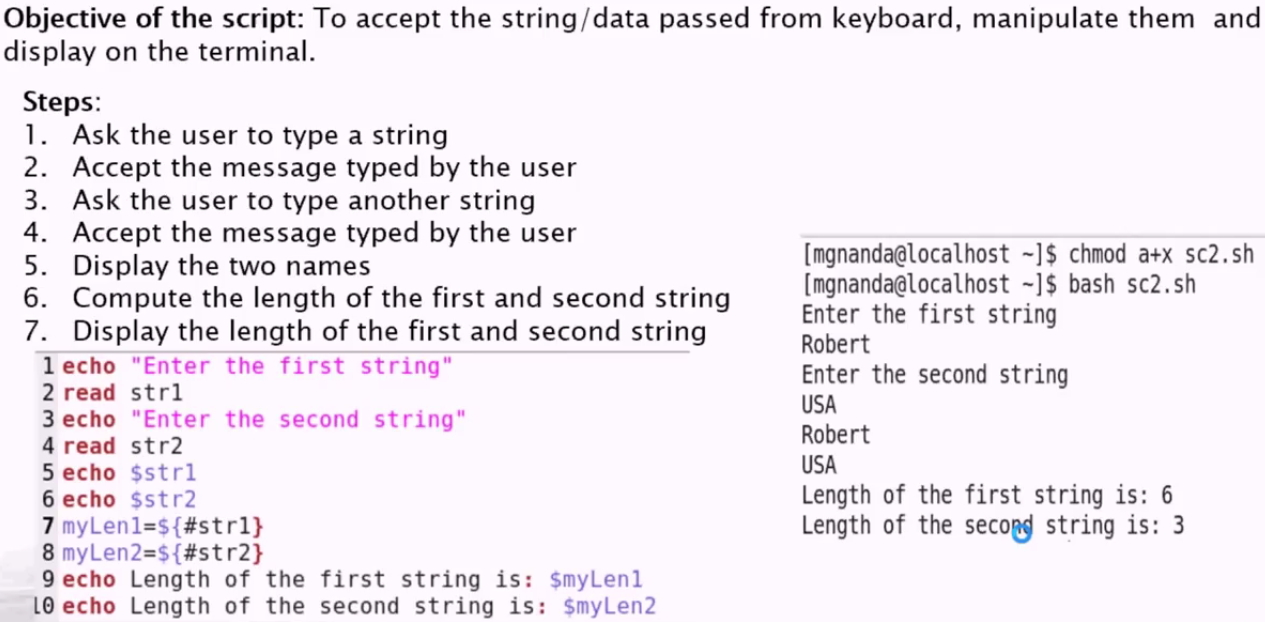 Objective of the script: To accept the string/data passed from keyboard, manipulate them and
display on the terminal.
Steps:
1. Ask the user to type a string
2. Accept the message typed by the user
3. Ask the user to type another string
4. Accept the message typed by the user
5. Display the two names
6. Compute the length of the first and second string
7. Display the length of the first and second string
1 echo "Enter the first string"
2 read str1
3 echo "Enter the second string"
4 read str2
5 echo $str1
6 echo $str2
7 myLen1=${#str1}
8 myLen2=${#str2}
9 echo Length of the first string is: $myLen1
10 echo Length of the second string is: $myLen2
[mgnanda@localhost ~]$ chmod a+x sc2.sh
[mgnanda@localhost ~]$ bash sc2.sh
Enter the first string
Robert
Enter the second string
USA
Robert
USA
Length of the first string is: 6
Length of the second string is: 3